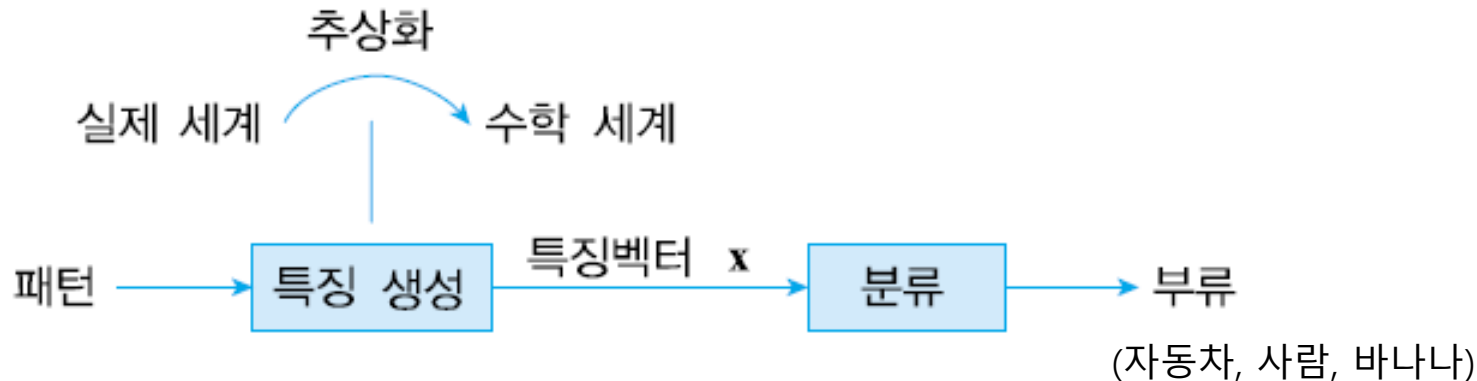 추상화
실제 세계 수학 세계
특징벡터 x
패턴 특징 생성 분류 부류
(자동차, 사람, 바나나)